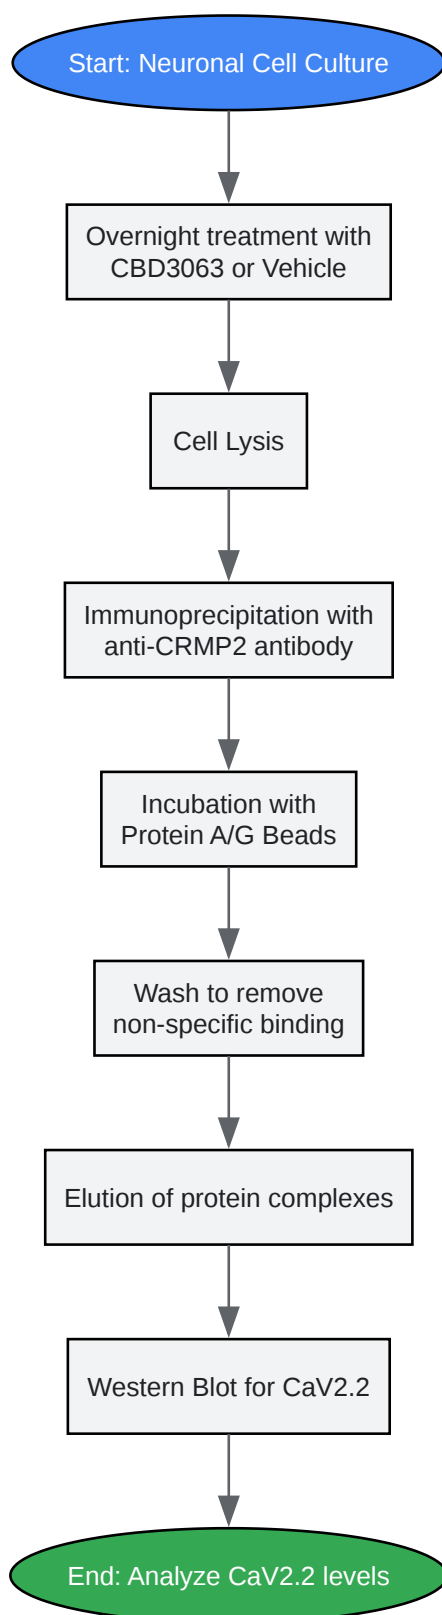 Start: Neuronal Cell Culture
Overnight treatment with
CBD3063 or Vehicle
Cell Lysis
Immunoprecipitation with
anti-CRMP2 antibody
Incubation with
Protein A/G Beads
Wash to remove
non-specific binding
Elution of protein complexes
Western Blot for CaV2.2
End: Analyze CaV2.2 levels